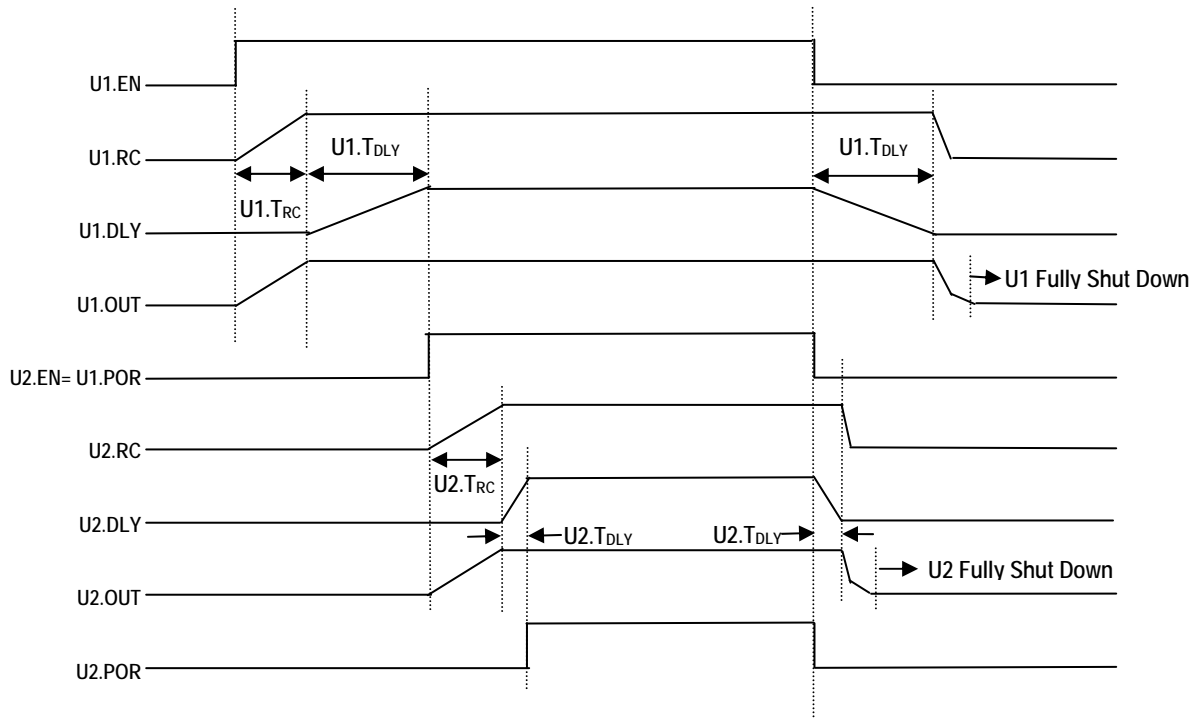 U1.EN
U1.RC
U1.TDLY
U1.TDLY
U1.TRC
U1.DLY
U1.OUT
U1 Fully Shut Down
U2.EN= U1.POR
U2.RC
U2.TRC
U2.DLY
U2.TDLY
U2.TDLY
U2.OUT
U2 Fully Shut Down
U2.POR